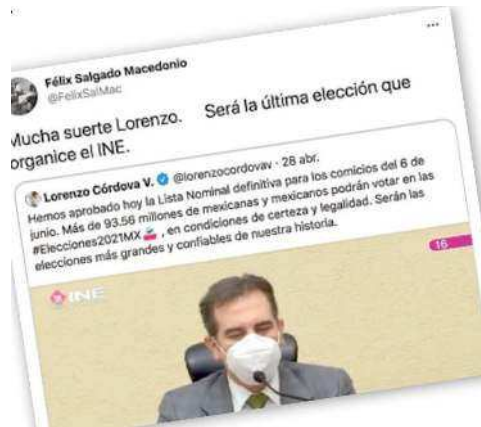 ...
Félix Salgado Macedonio
@FelixSalMac
Mucha suerte Lorenzo. Será la última elección que
organice el INE.
Lorenzo Córdova V. @lorenzocordovav · 28 abr.
Hemos aprobado hoy la Lista Nominal definitiva para los comicios del 6 de
junio. Más de 93.56 millones de mexicanas y mexicanos podrán votar en las
#Elecciones2021MX , en condiciones de certeza y legalidad. Serán las
elecciones más grandes y confiables de nuestra historia.
INE
16